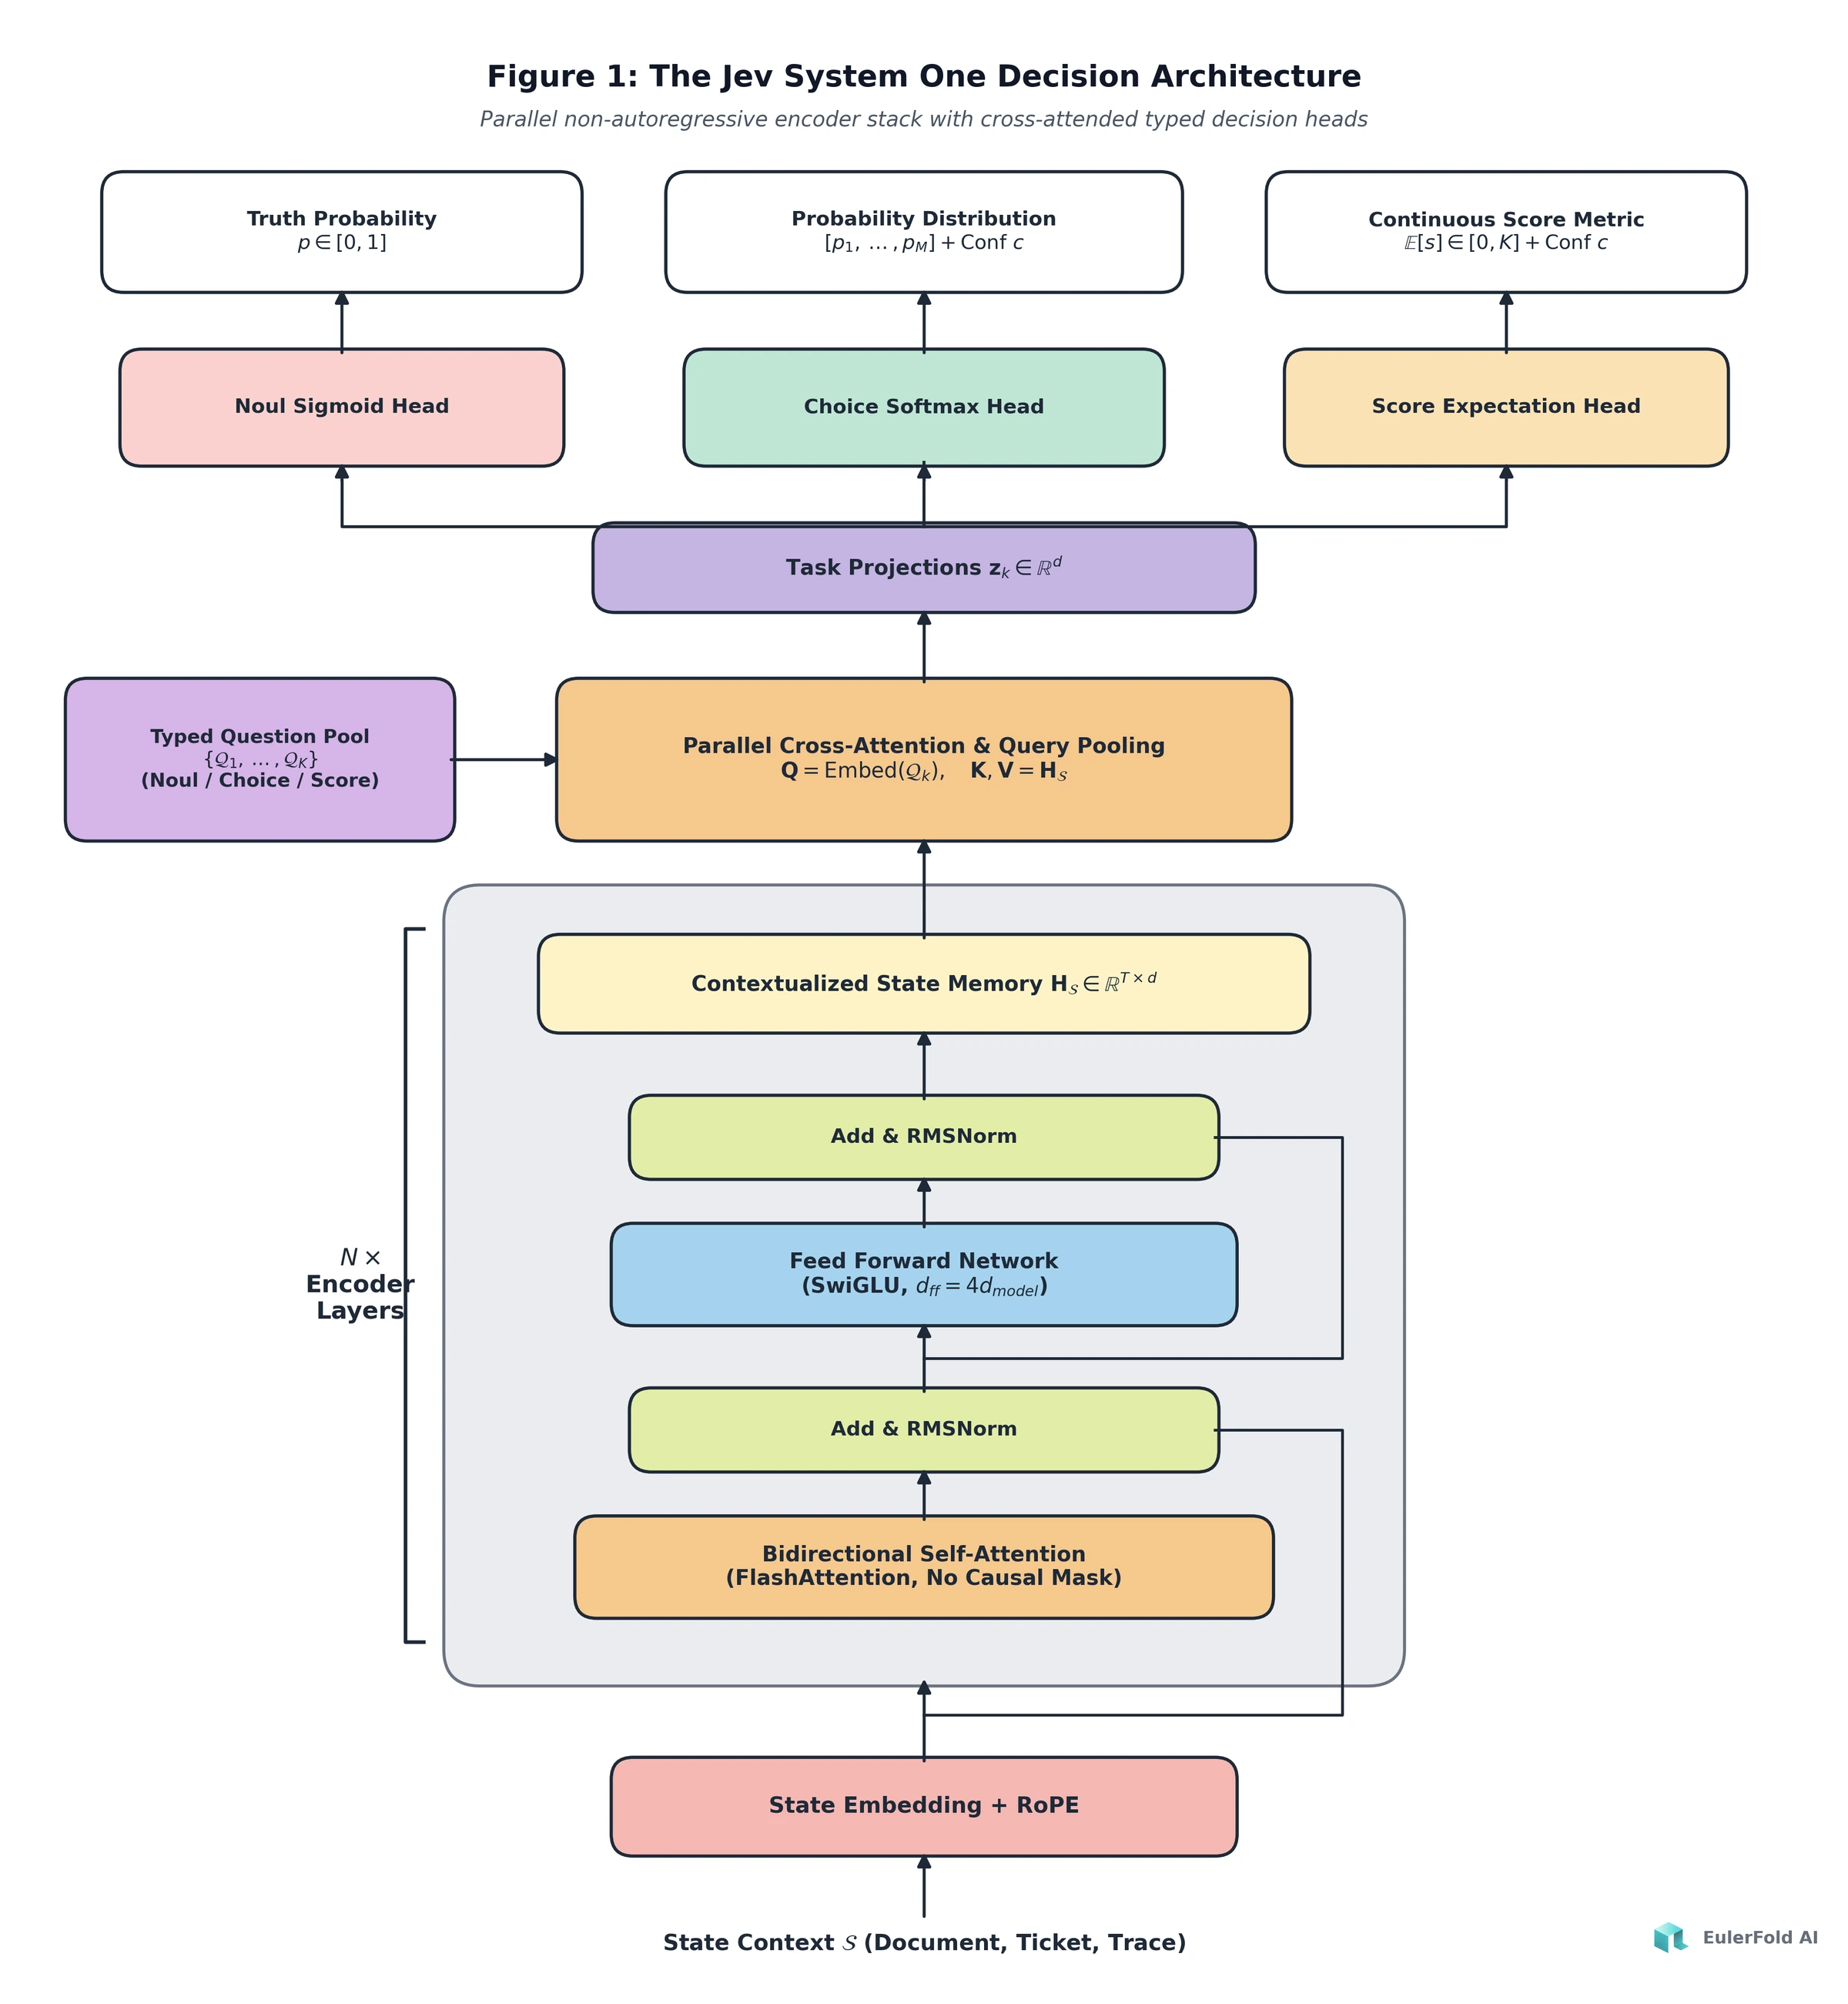 Figure 1: The Jev System One Decision Architecture
Parallel non-autoregressive encoder stack with cross-attended typed decision heads
Truth Probability
p ∈ [0, 1]
Probability Distribution
[p₁, …, p_M] + Conf c
Continuous Score Metric
𝔼[s] ∈ [0, K] + Conf c
Noul Sigmoid Head
Choice Softmax Head
Score Expectation Head
Task Projections z_k ∈ ℝ^d
Typed Question Pool
{𝒬₁, …, 𝒬_K}
(Noul / Choice / Score)
Parallel Cross-Attention & Query Pooling
Q = Embed(𝒬_k), K, V = H_𝒮
Contextualized State Memory H_𝒮 ∈ ℝ^{T × d}
Add & RMSNorm
Feed Forward Network
(SwiGLU, d_{ff} = 4d_{model})
N ×
Encoder
Layers
Add & RMSNorm
Bidirectional Self-Attention
(FlashAttention, No Causal Mask)
State Embedding + RoPE
State Context 𝒮 (Document, Ticket, Trace)
EulerFold AI